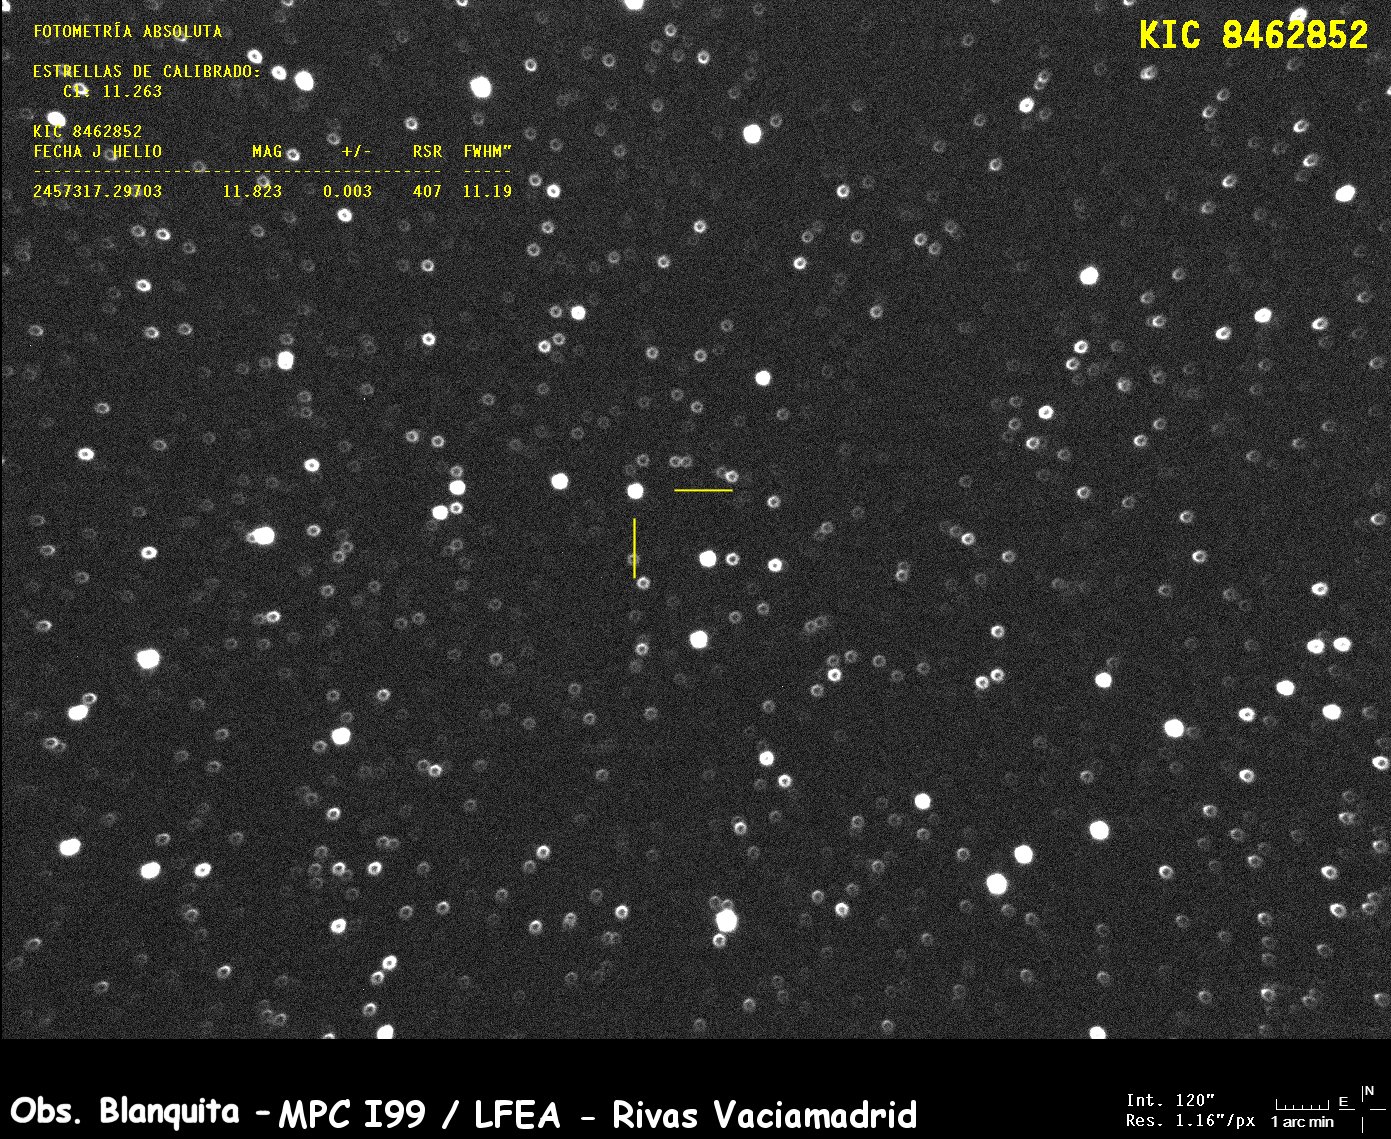 FOTOMETRÍA ABSOLUTA
KIC 8462852
ESTRELLAS DE CALIBRADO:
C1: 11.263
KIC 8462852
FECHA J HELIO MAG +/- RSR FWHM"
----------------------------------------- -----
2457317.29703 11.823 0.003 407 11.19
Obs. Blanquita - MPC I99 / LFEA - Rivas Vaciamadrid
Int. 120"
Res. 1.16"/px
1 arc min
E
N